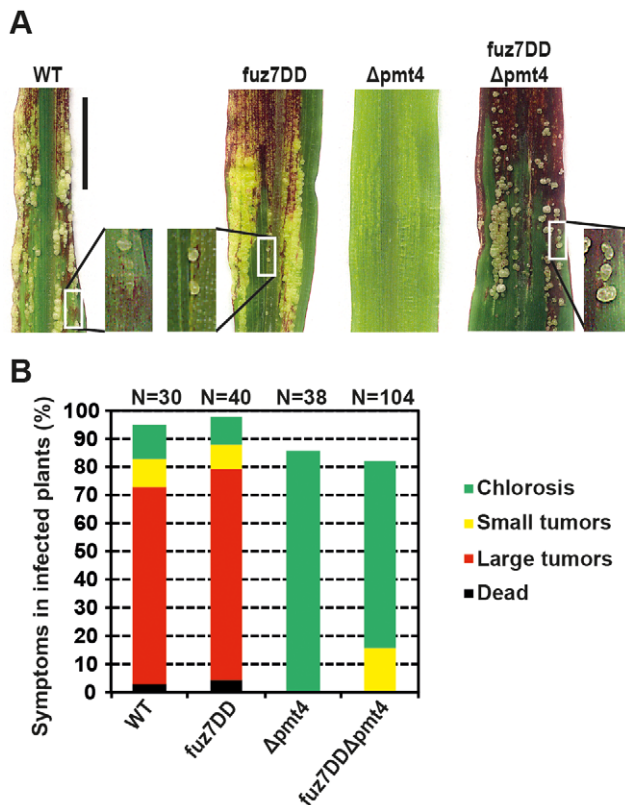 A
WT
fuz7DD
Δpmt4
fuz7DD
Δpmt4
B
N=30 N=40 N=38 N=104
Symptoms in infected plants (%)
100
90
80
70
60
50
40
30
20
10
0
WT
fuz7DD
Δpmt4
fuz7DDΔpmt4
Chlorosis
Small tumors
Large tumors
Dead